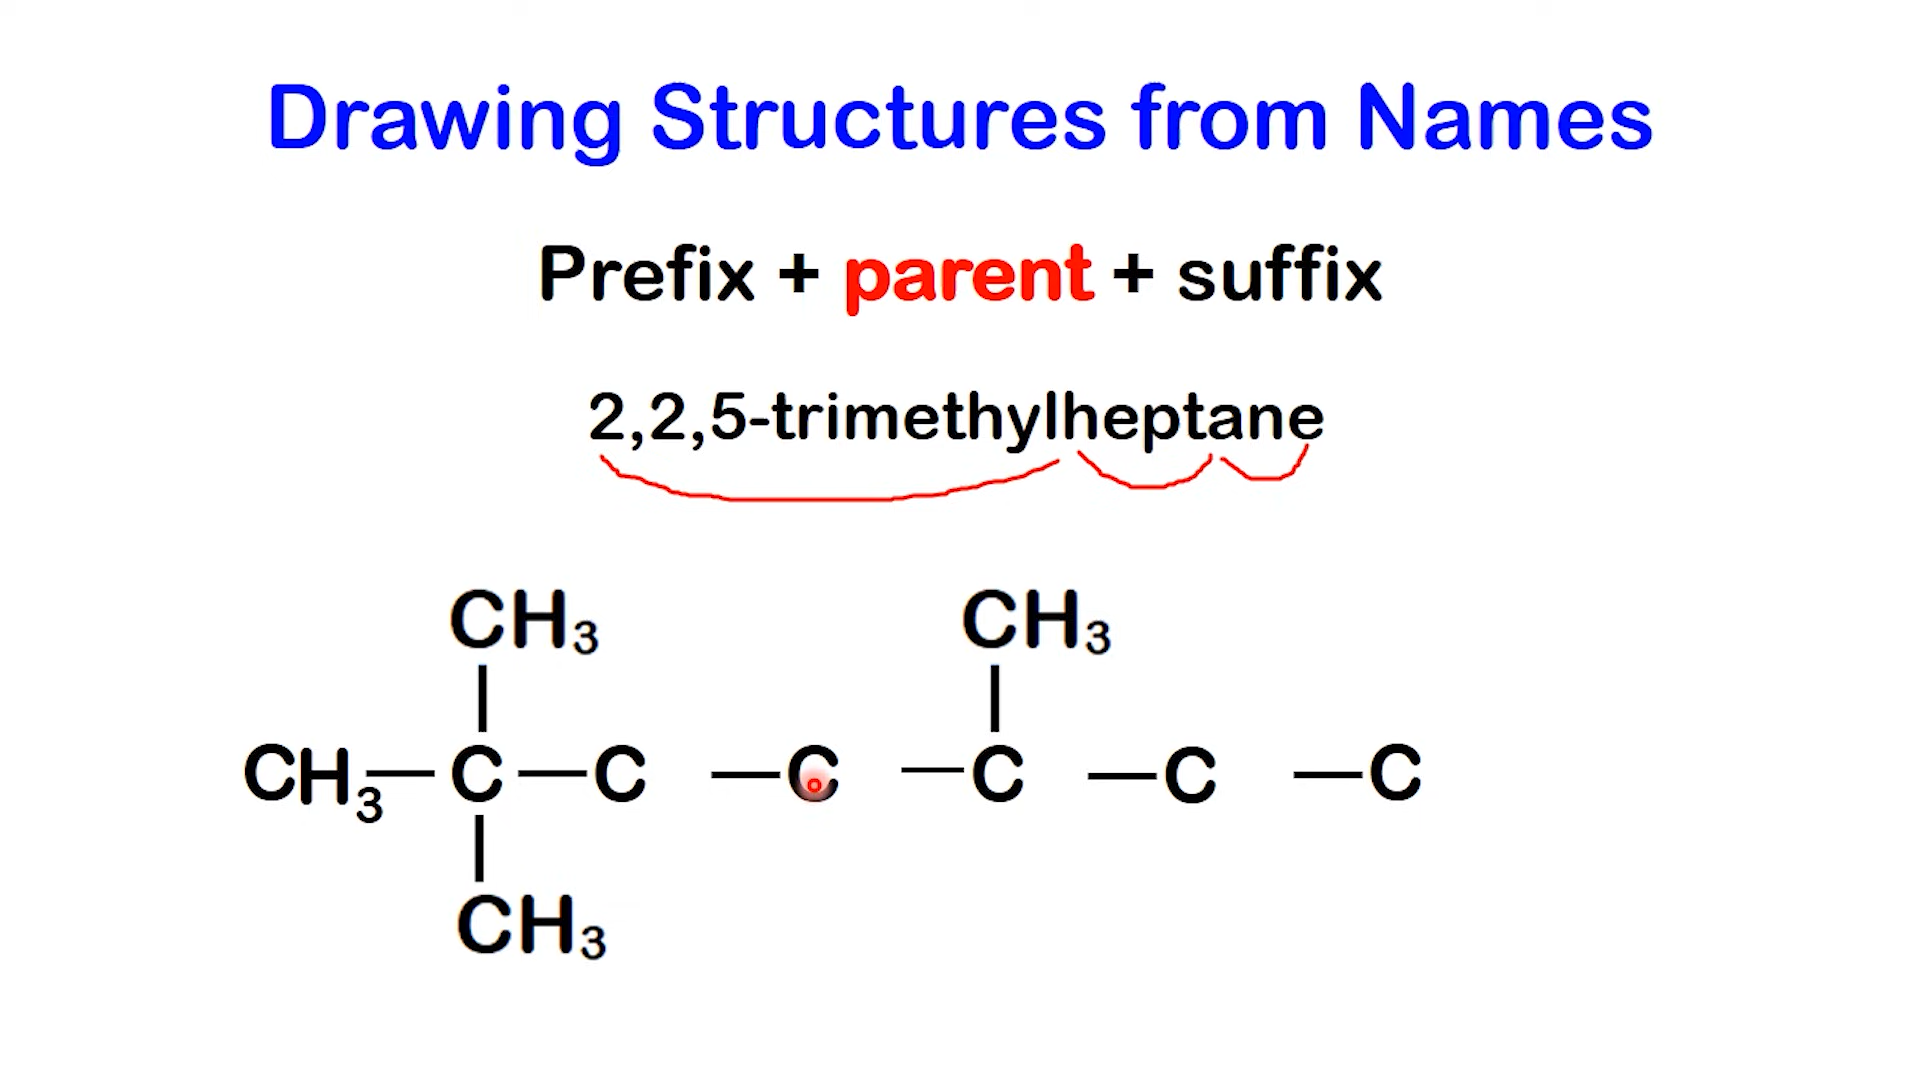 Drawing Structures from Names
Prefix + parent + suffix
2,2,5-trimethylheptane
CH₃ CH₃
CH₃—C—C —C —C —C —C
CH₃